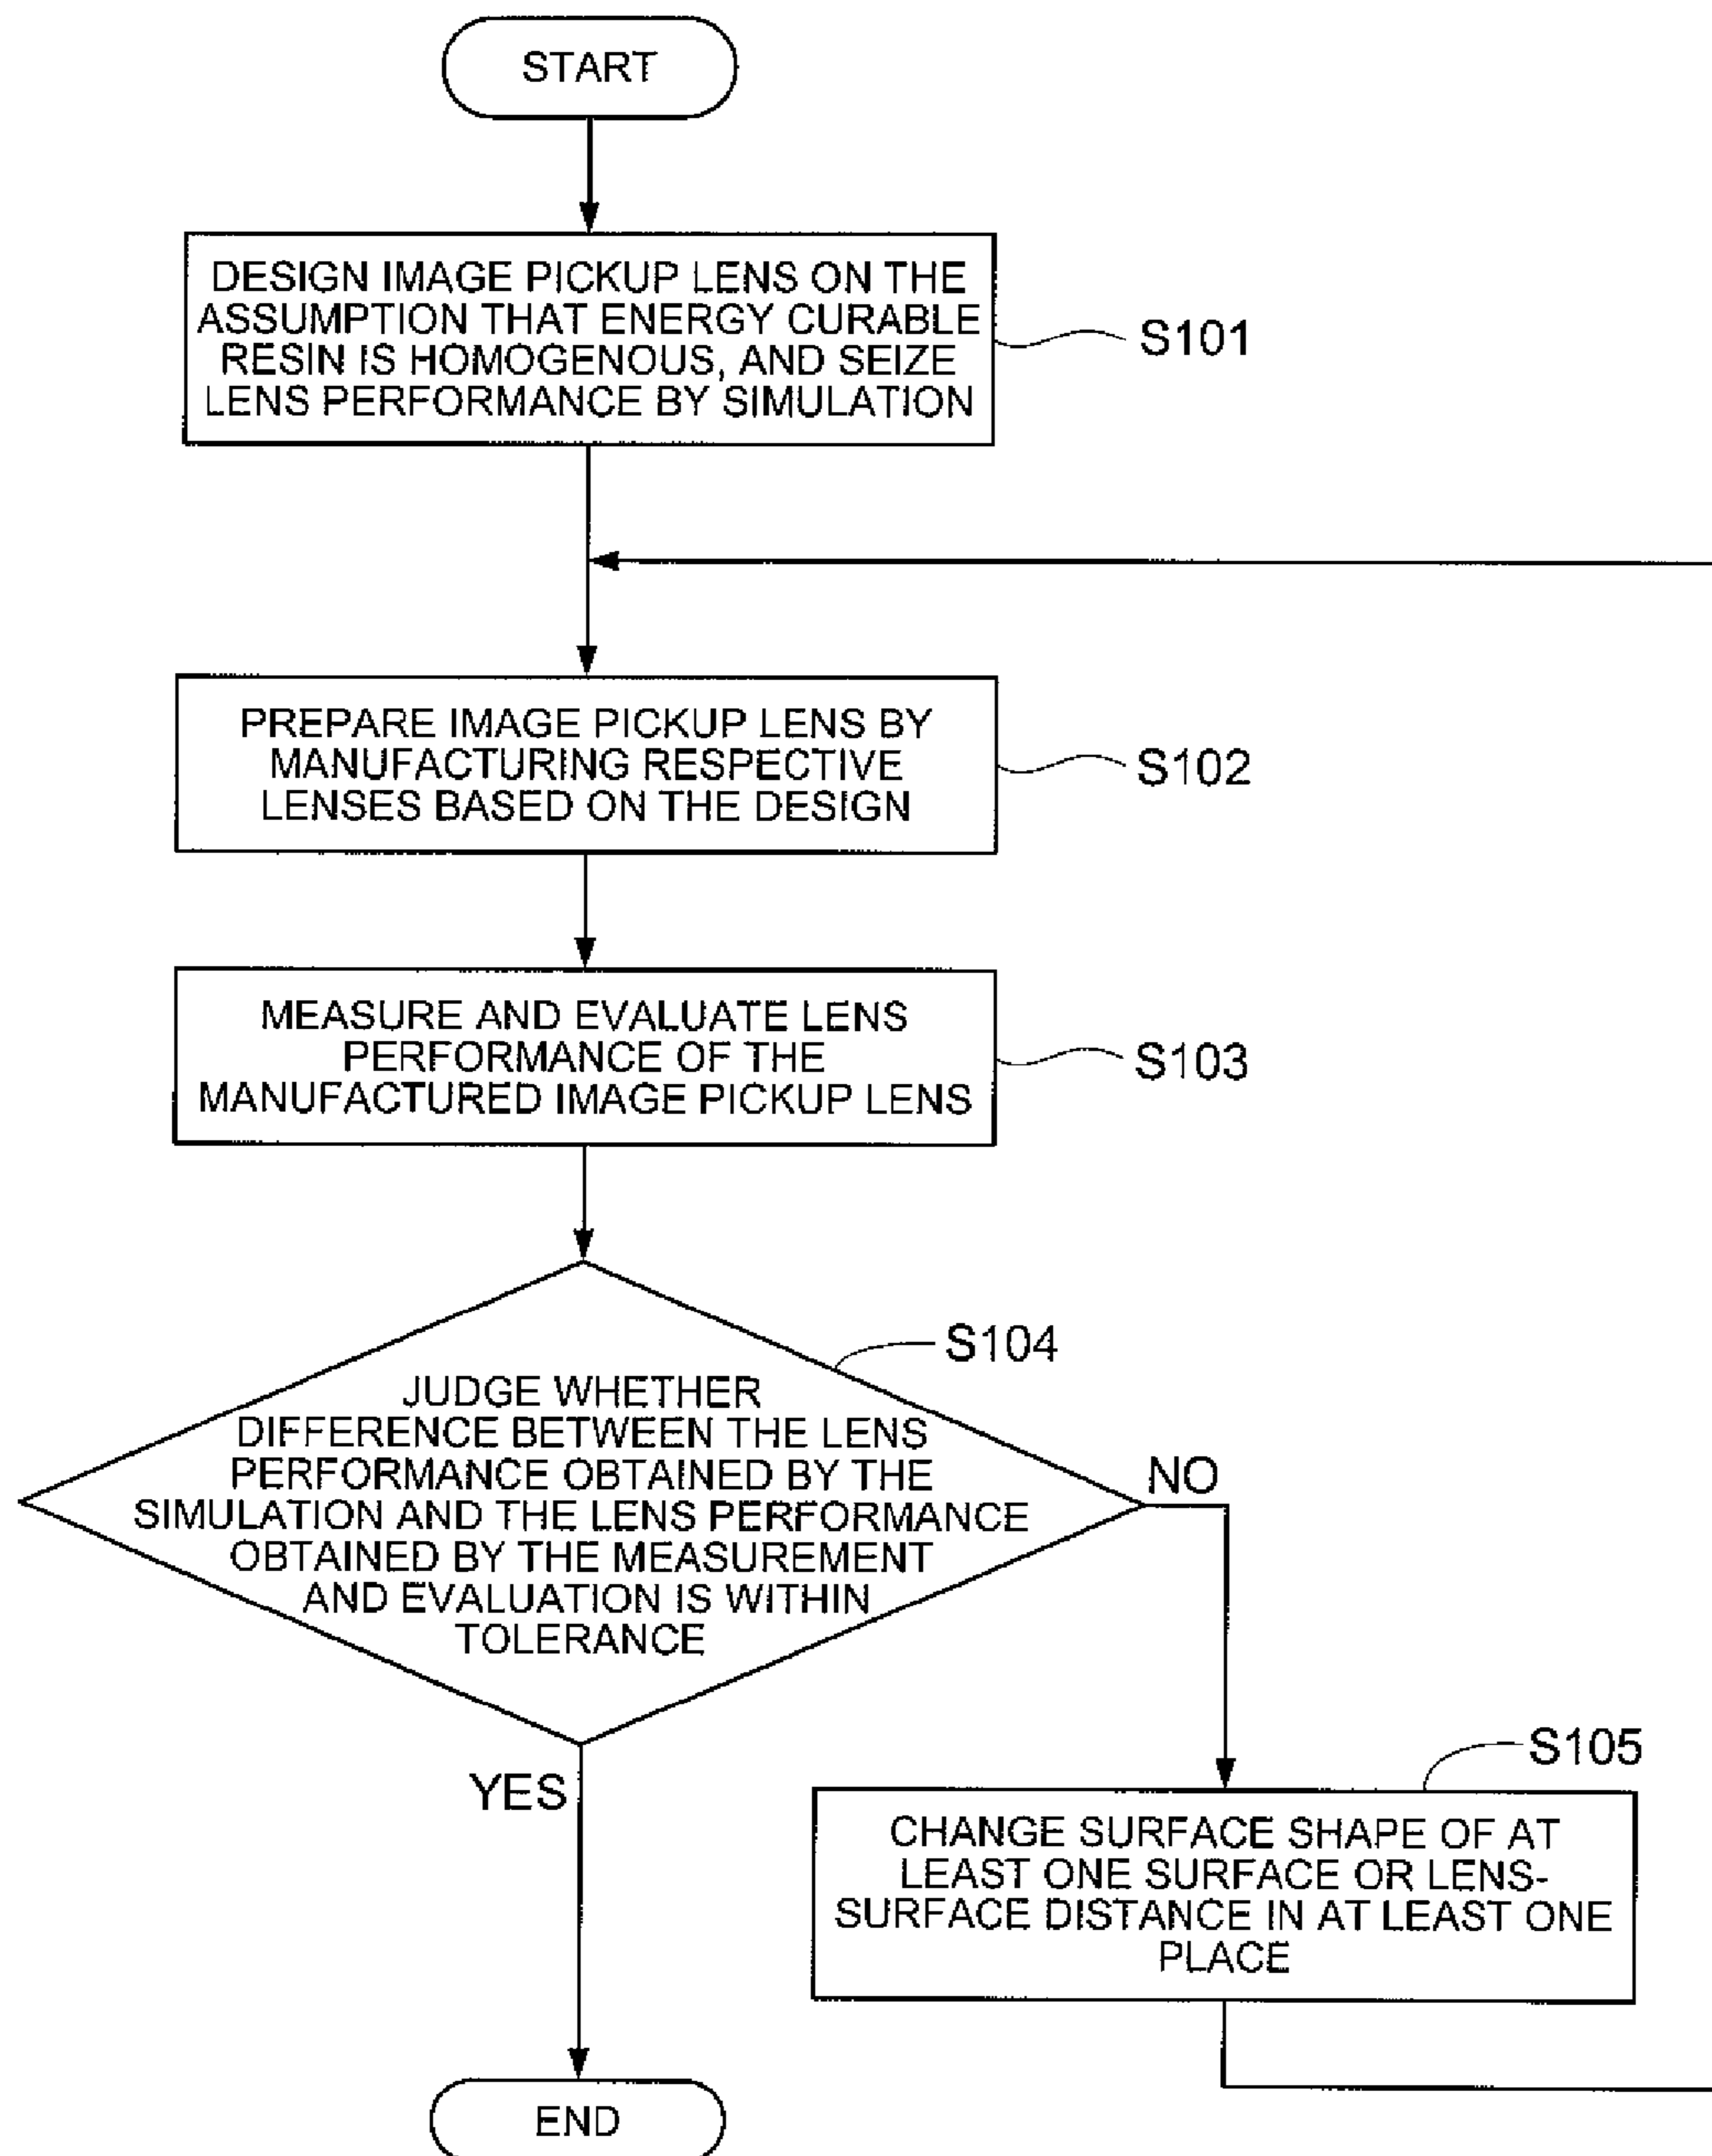 START
DESIGN IMAGE PICKUP LENS ON THE
ASSUMPTION THAT ENERGY CURABLE
RESIN IS HOMOGENOUS, AND SEIZE
LENS PERFORMANCE BY SIMULATION
S101
PREPARE IMAGE PICKUP LENS BY
MANUFACTURING RESPECTIVE
LENSES BASED ON THE DESIGN
S102
MEASURE AND EVALUATE LENS
PERFORMANCE OF THE
MANUFACTURED IMAGE PICKUP LENS
S103
S104
JUDGE WHETHER
DIFFERENCE BETWEEN THE LENS
PERFORMANCE OBTAINED BY THE
SIMULATION AND THE LENS PERFORMANCE
OBTAINED BY THE MEASUREMENT
AND EVALUATION IS WITHIN
TOLERANCE
NO
YES
S105
CHANGE SURFACE SHAPE OF AT
LEAST ONE SURFACE OR LENS-
SURFACE DISTANCE IN AT LEAST ONE
PLACE
END